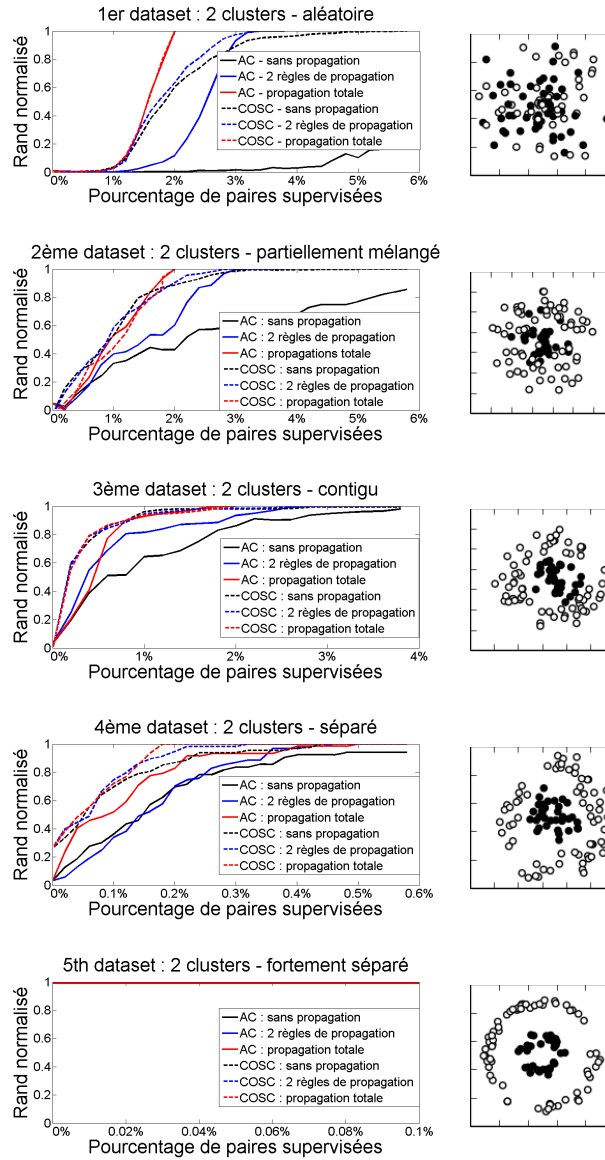 1er dataset : 2 clusters - aléatoire
Rand normalisé
1
0.8
0.6
0.4
0.2
0
AC - sans propagation
AC - 2 règles de propagation
AC - propagation totale
COSC - sans propagation
COSC - 2 règles de propagation
COSC - propagation totale
0% 1% 2% 3% 4% 5% 6%
Pourcentage de paires supervisées
2ème dataset : 2 clusters - partiellement mélangé
Rand normalisé
1
0.8
0.6
0.4
0.2
0
AC : sans propagation
AC : 2 règles de propagation
AC : propagations totale
COSC : sans propagation
COSC : 2 règles de propagation
COSC : propagation totale
0% 1% 2% 3% 4% 5% 6%
Pourcentage de paires supervisées
3ème dataset : 2 clusters - contigu
Rand normalisé
1
0.8
0.6
0.4
0.2
0
AC : sans propagation
AC : 2 règles de propagation
AC : propagation totale
COSC : sans propagation
COSC : 2 règles de propagation
COSC : propagation totale
0% 1% 2% 3% 4%
Pourcentage de paires supervisées
4ème dataset : 2 clusters - séparé
Rand normalisé
1
0.8
0.6
0.4
0.2
0
AC : sans propagation
AC : 2 règles de propagation
AC : propagation totale
COSC : sans propagation
COSC : 2 règles de propagation
COSC : propagation totale
0% 0.1% 0.2% 0.3% 0.4% 0.5% 0.6%
Pourcentage de paires supervisées
5th dataset : 2 clusters - fortement séparé
Rand normalisé
1
0.8
0.6
0.4
0.2
0
AC : sans propagation
AC : 2 règles de propagation
AC : propagation totale
COSC : sans propagation
COSC : 2 règles de propagation
COSC : propagation totale
0% 0.02% 0.04% 0.06% 0.08% 0.1%
Pourcentage de paires supervisées